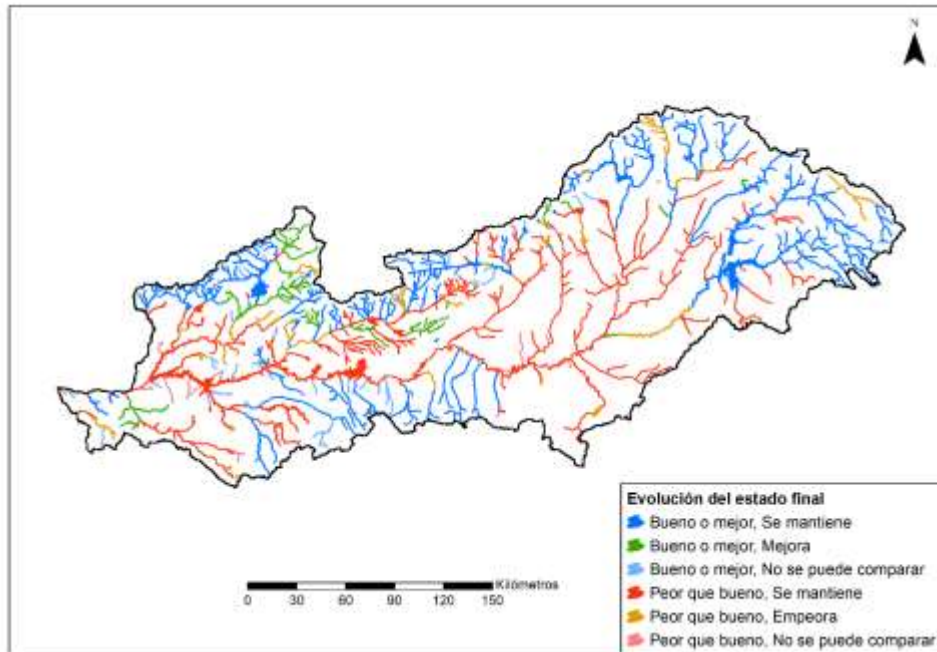 N
Evolución del estado final
Bueno o mejor, Se mantiene
Bueno o mejor, Mejora
Bueno o mejor, No se puede comparar
Peor que bueno, Se mantiene
Peor que bueno, Empeora
Peor que bueno, No se puede comparar
Kilómetros
0 30 60 90 120 150